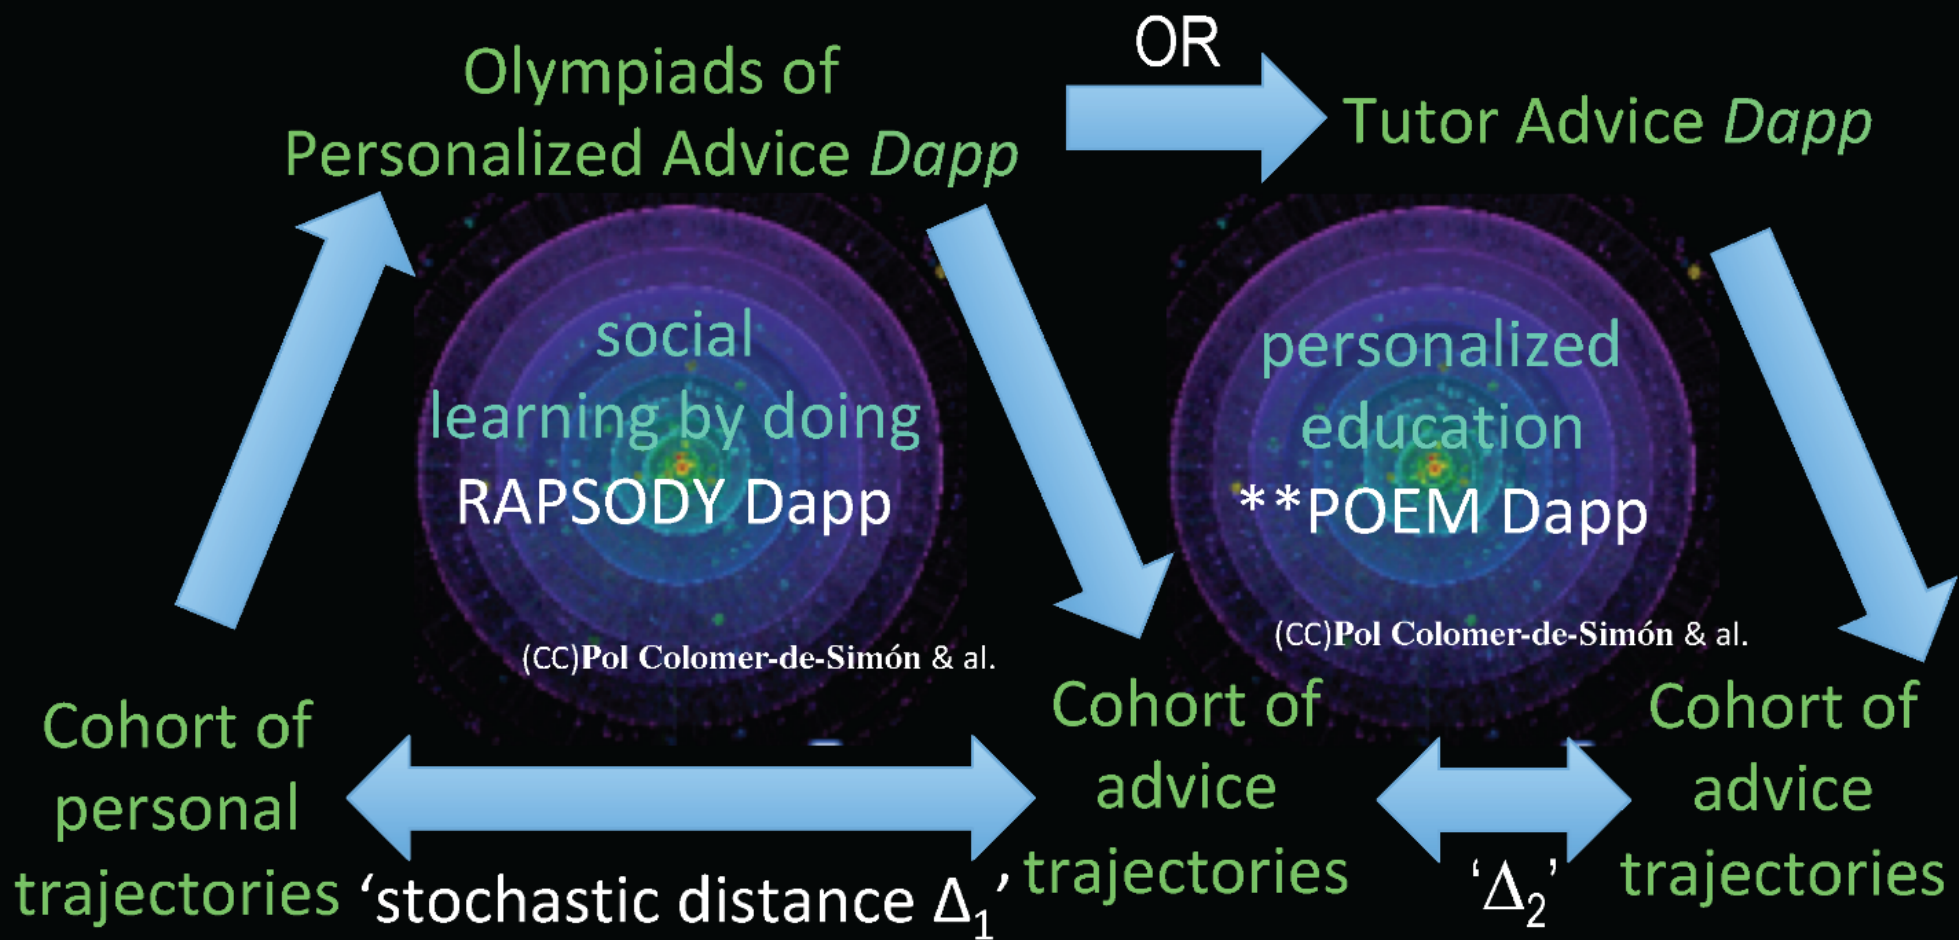 OR
Olympiads of
Personalized Advice Dapp
Tutor Advice Dapp
social
learning by doing
RAPSODY Dapp
(CC)Pol Colomer-de-Simón & al.
personalized
education
**POEM Dapp
(CC)Pol Colomer-de-Simón & al.
Cohort of
personal
trajectories
‘stochastic distance Δ₁’
Cohort of
advice
trajectories
‘Δ₂’
Cohort of
advice
trajectories